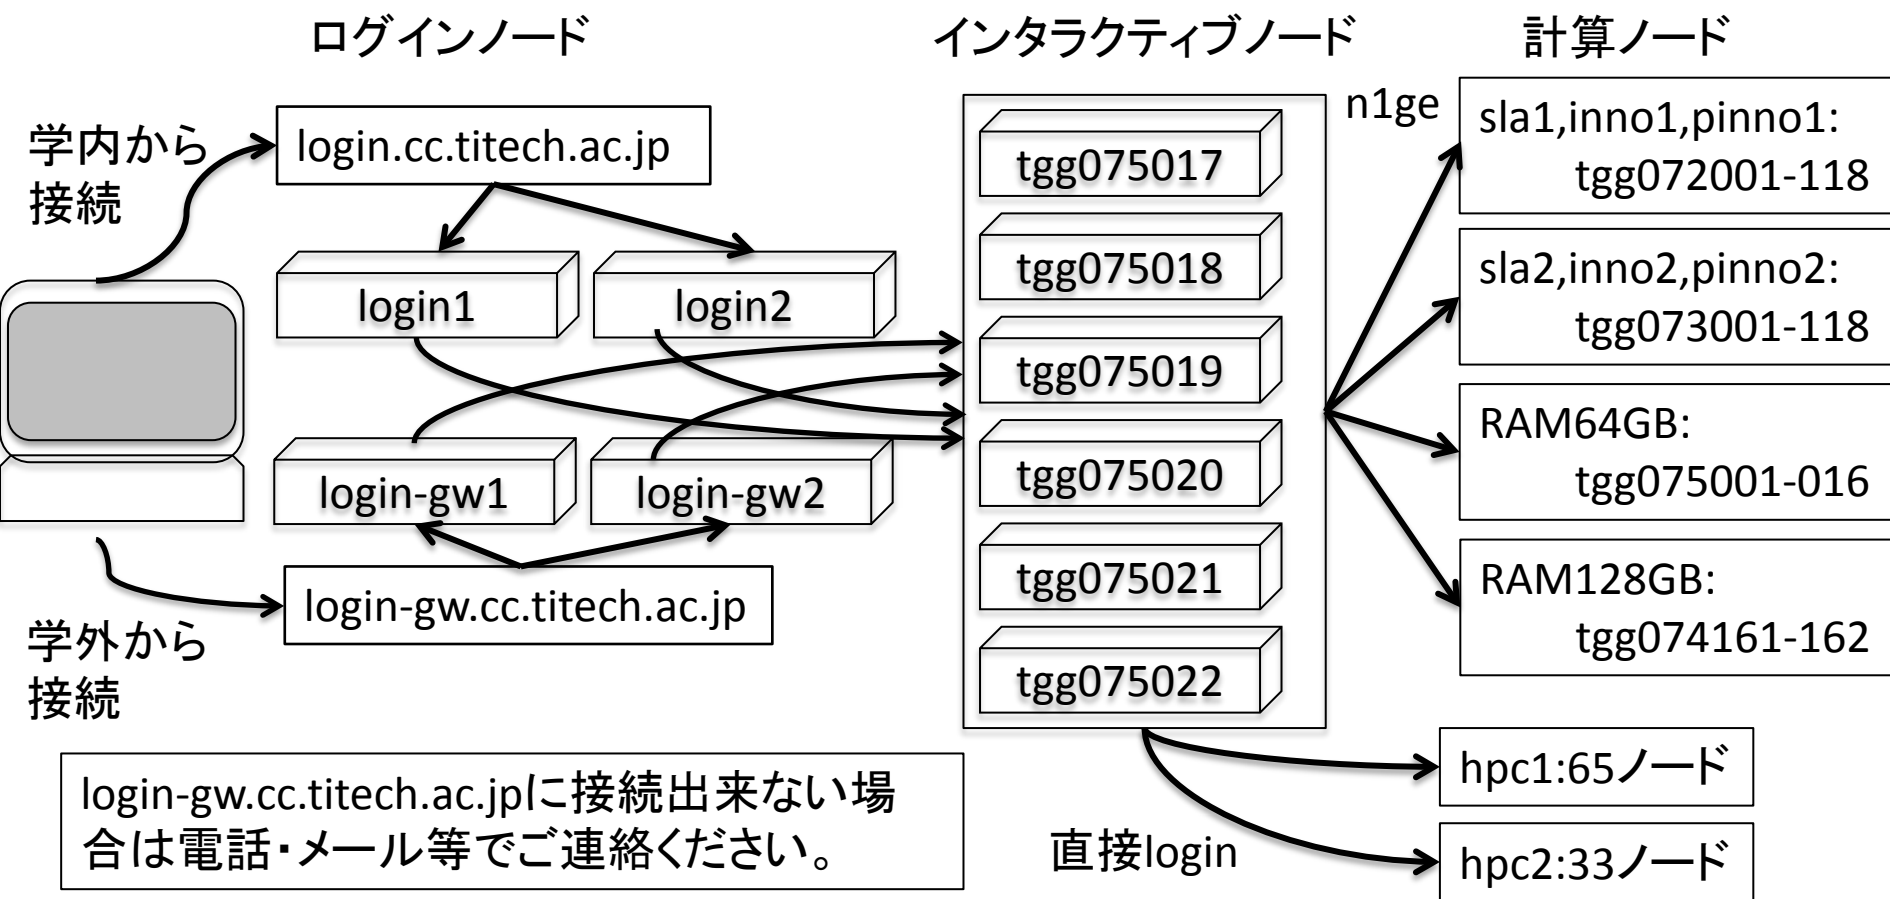 ログインノード
インタラクティブノード
計算ノード
学内から
接続
login.cc.titech.ac.jp
login1
login2
login-gw1
login-gw2
login-gw.cc.titech.ac.jp
学外から
接続
tgg075017
tgg075018
tgg075019
tgg075020
tgg075021
tgg075022
n1ge
sla1,inno1,pinno1:
tgg072001-118
sla2,inno2,pinno2:
tgg073001-118
RAM64GB:
tgg075001-016
RAM128GB:
tgg074161-162
login-gw.cc.titech.ac.jpに接続出来ない場
合は電話・メール等でご連絡ください。
直接login
hpc1:65ノード
hpc2:33ノード